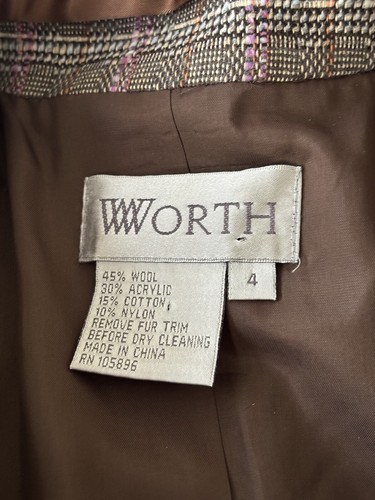 WORTH
4
45% WOOL
30% ACRYLIC
15% COTTON,
10% NYLON
REMOVE FUR TRIM
BEFORE DRY CLEANING
MADE IN CHINA
RN 105896